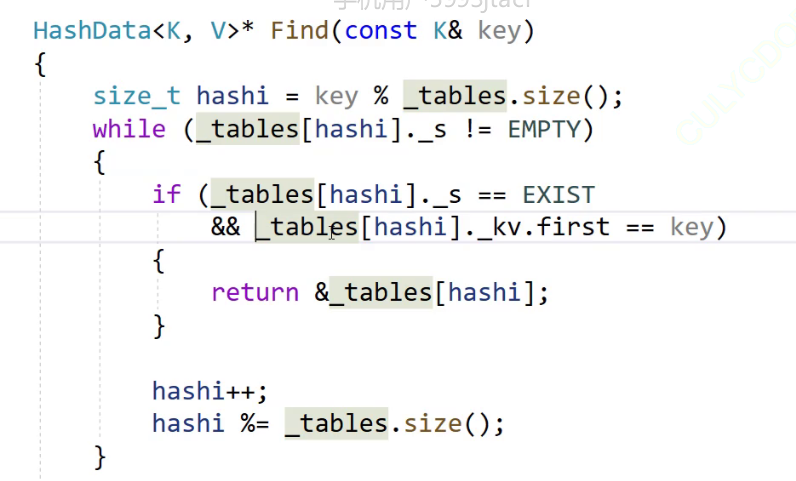 HashData<K, V>* Find(const K& key)
{
size_t hashi = key % _tables.size();
while (_tables[hashi]._s != EMPTY)
{
if (_tables[hashi]._s == EXIST
&& _tables[hashi]._kv.first == key)
{
return &_tables[hashi];
}
hashi++;
hashi %= _tables.size();
}